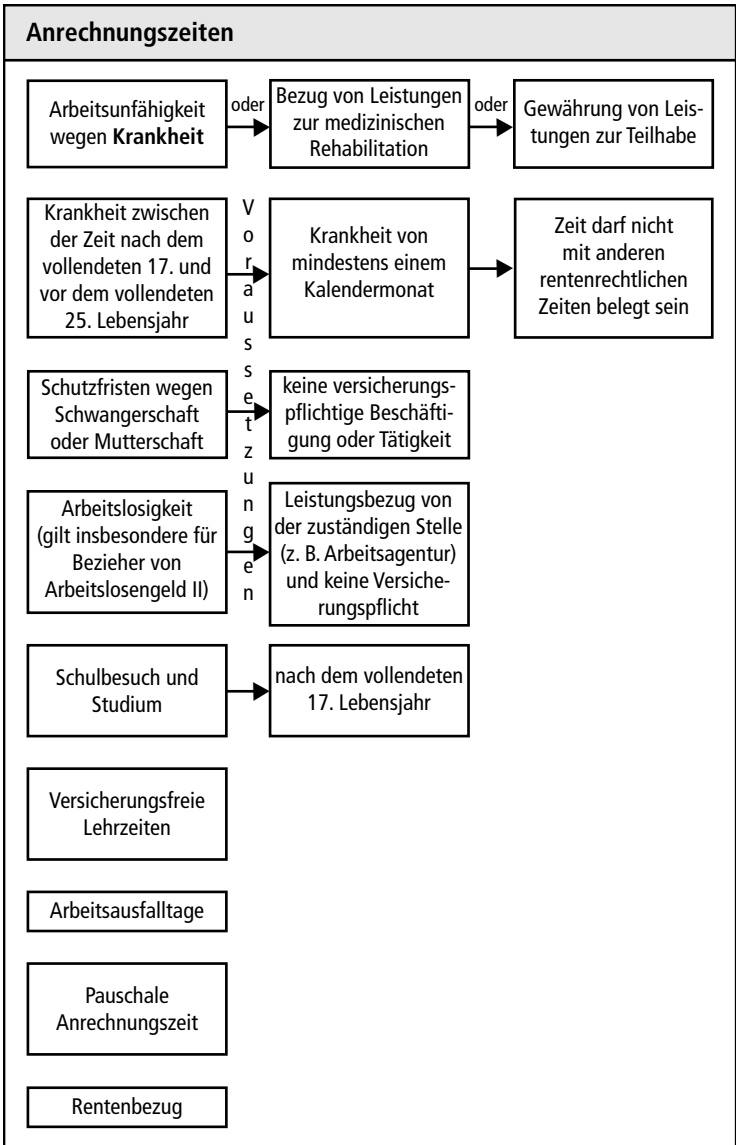 Anrechnungszeiten
Arbeitsunfähigkeit
wegen Krankheit
oder
Bezug von Leistungen
zur medizinischen
Rehabilitation
oder
Gewährung von Leis-
tungen zur Teilhabe
Krankheit zwischen
der Zeit nach dem
vollendeten 17. und
vor dem vollendeten
25. Lebensjahr
Voraussetzungen
Krankheit von
mindestens einem
Kalendermonat
Zeit darf nicht
mit anderen
rentenrechtlichen
Zeiten belegt sein
Schutzfristen wegen
Schwangerschaft
oder Mutterschaft
keine versicherungs-
pflichtige Beschäfti-
gung oder Tätigkeit
Arbeitslosigkeit
(gilt insbesondere für
Bezieher von
Arbeitslosengeld II)
Leistungsbezug von
der zuständigen Stelle
(z. B. Arbeitsagentur)
und keine Versiche-
rungspflicht
Schulbesuch und
Studium
nach dem vollendeten
17. Lebensjahr
Versicherungsfreie
Lehrzeiten
Arbeitsausfalltage
Pauschale
Anrechnungszeit
Rentenbezug